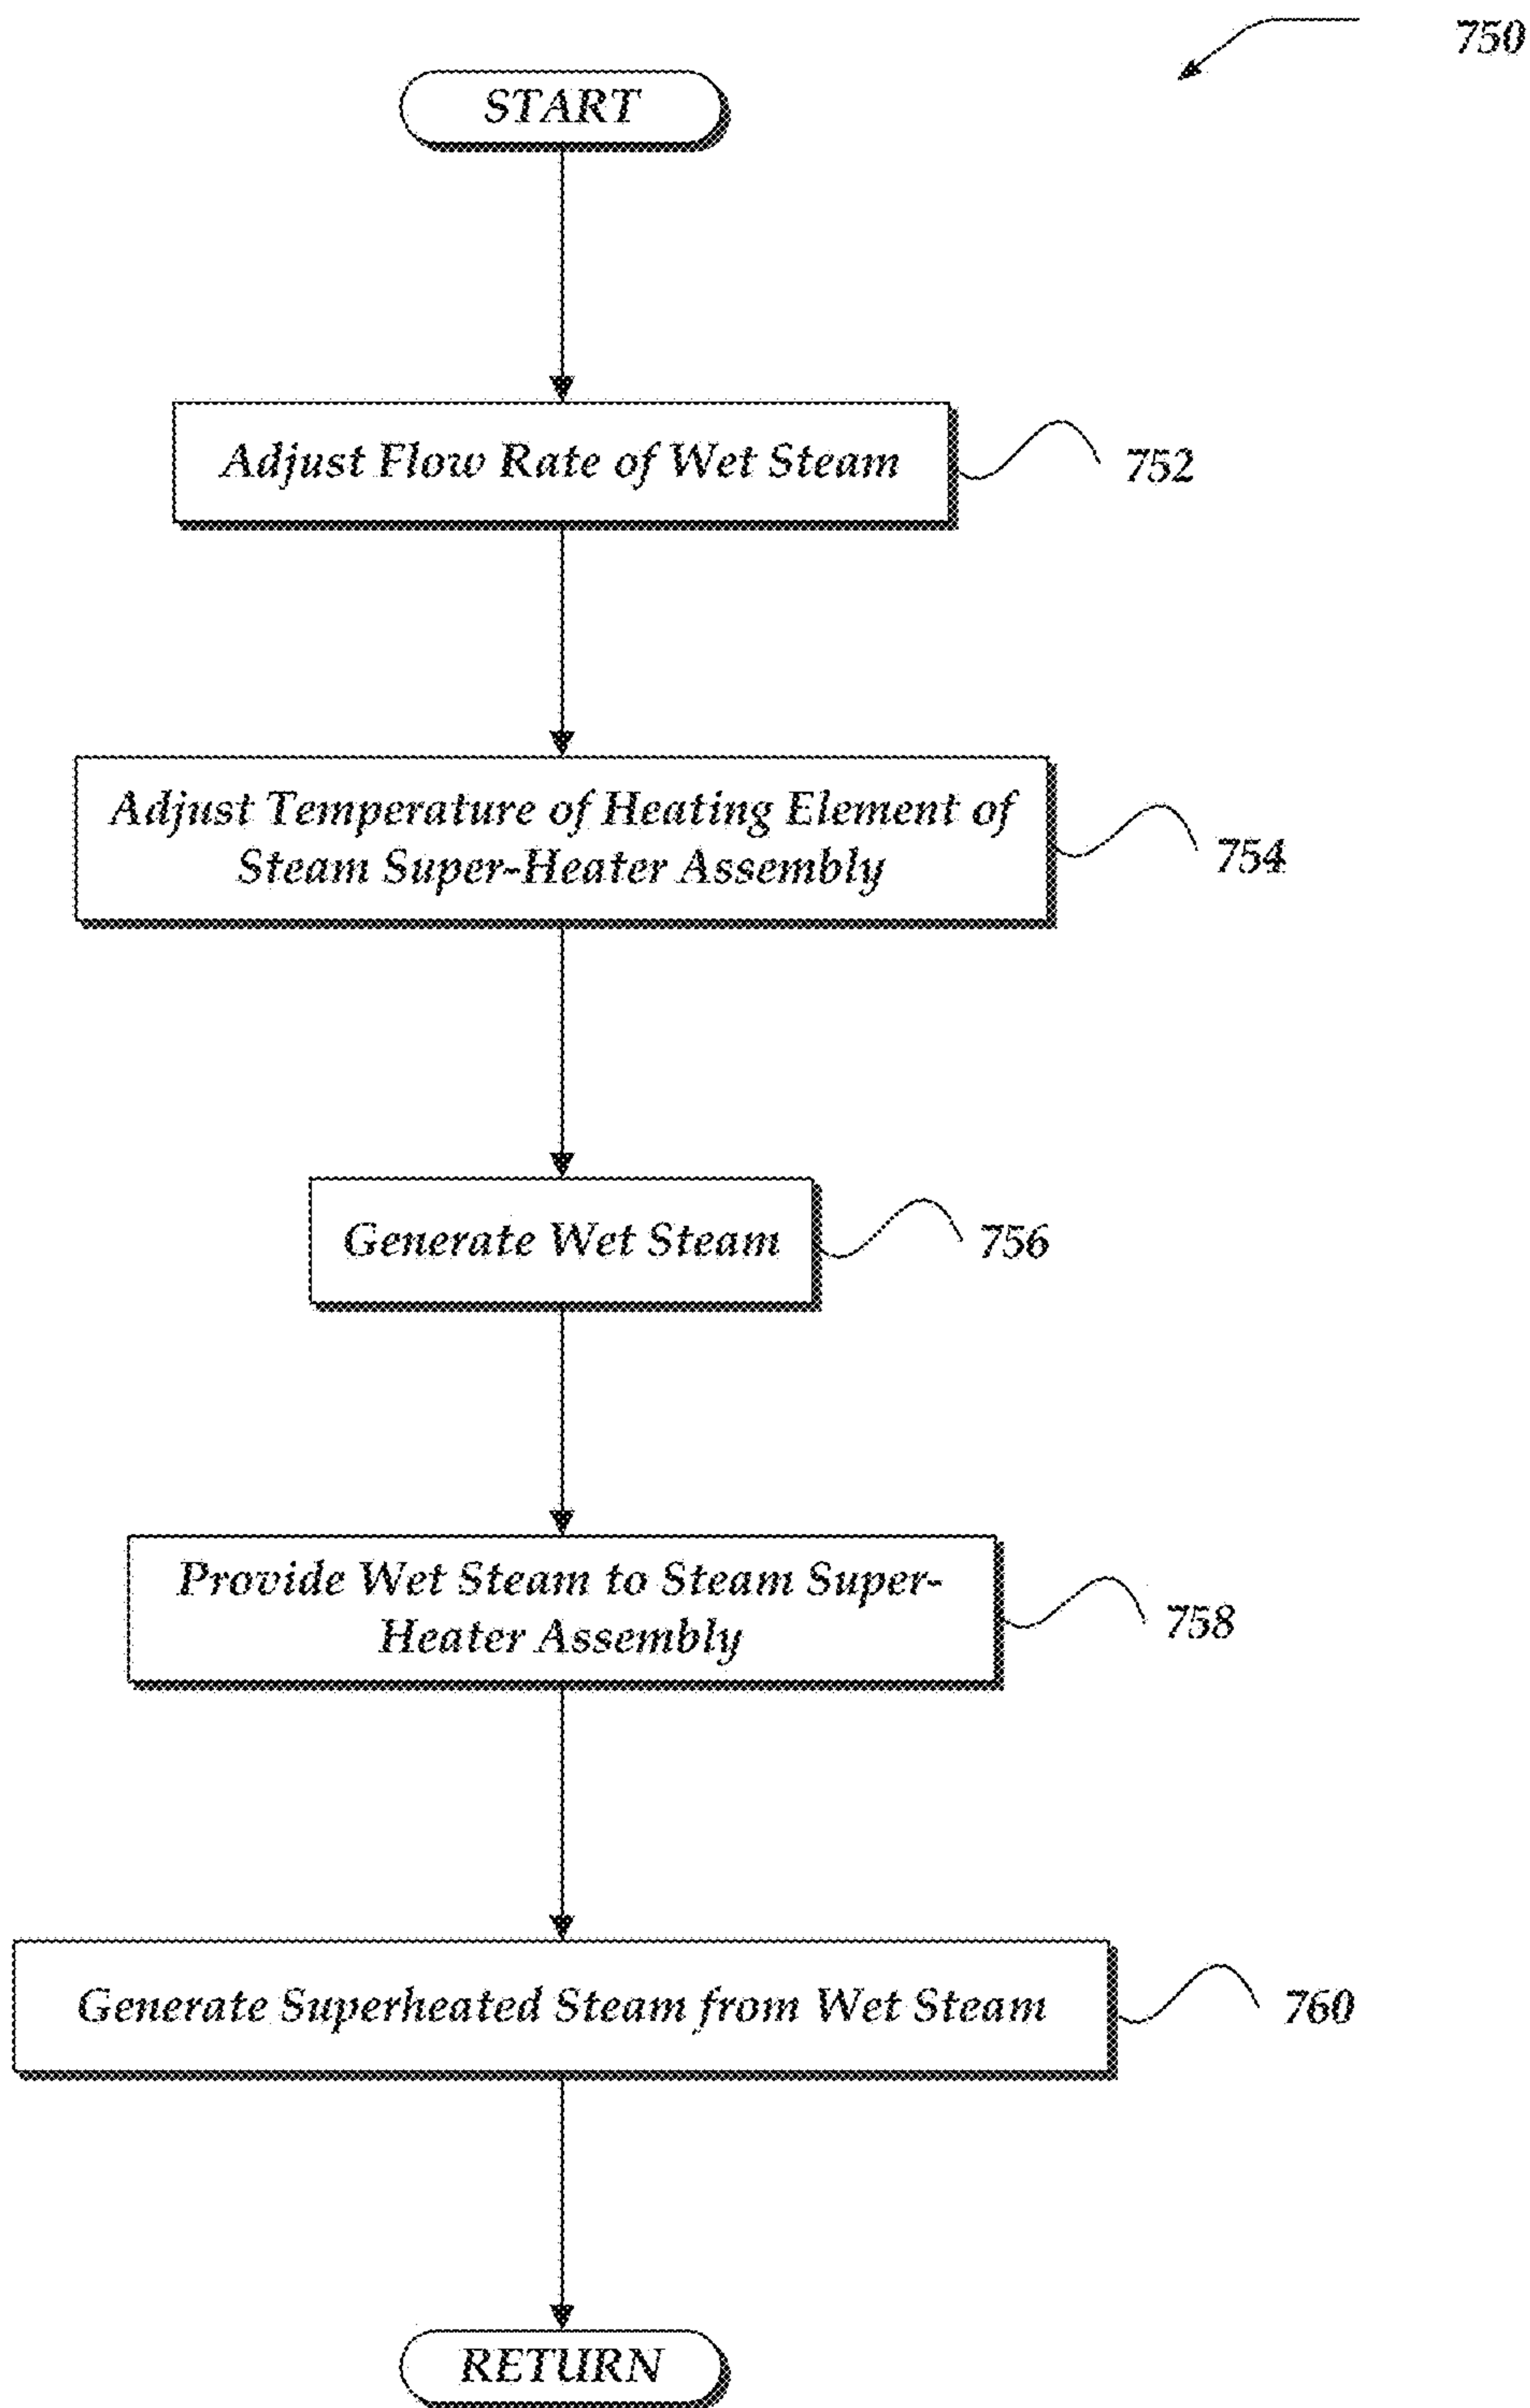 750
START
Adjust Flow Rate of Wet Steam
752
Adjust Temperature of Heating Element of
Steam Super-Heater Assembly
754
Generate Wet Steam
756
Provide Wet Steam to Steam Super-
Heater Assembly
758
Generate Superheated Steam from Wet Steam
760
RETURN